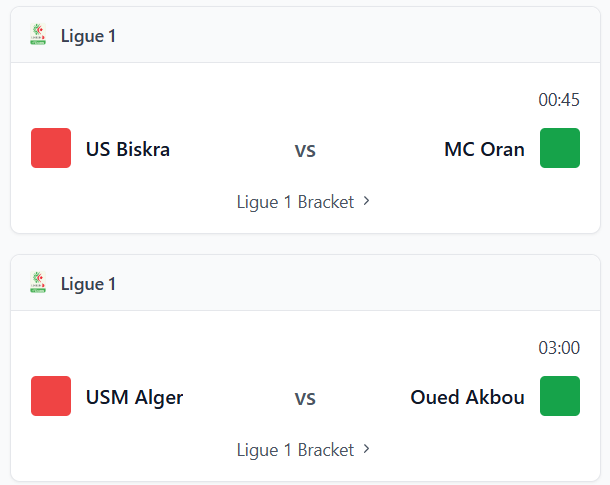 Ligue 1
00:45
US Biskra vs MC Oran
Ligue 1 Bracket >
Ligue 1
03:00
USM Alger vs Oued Akbou
Ligue 1 Bracket >